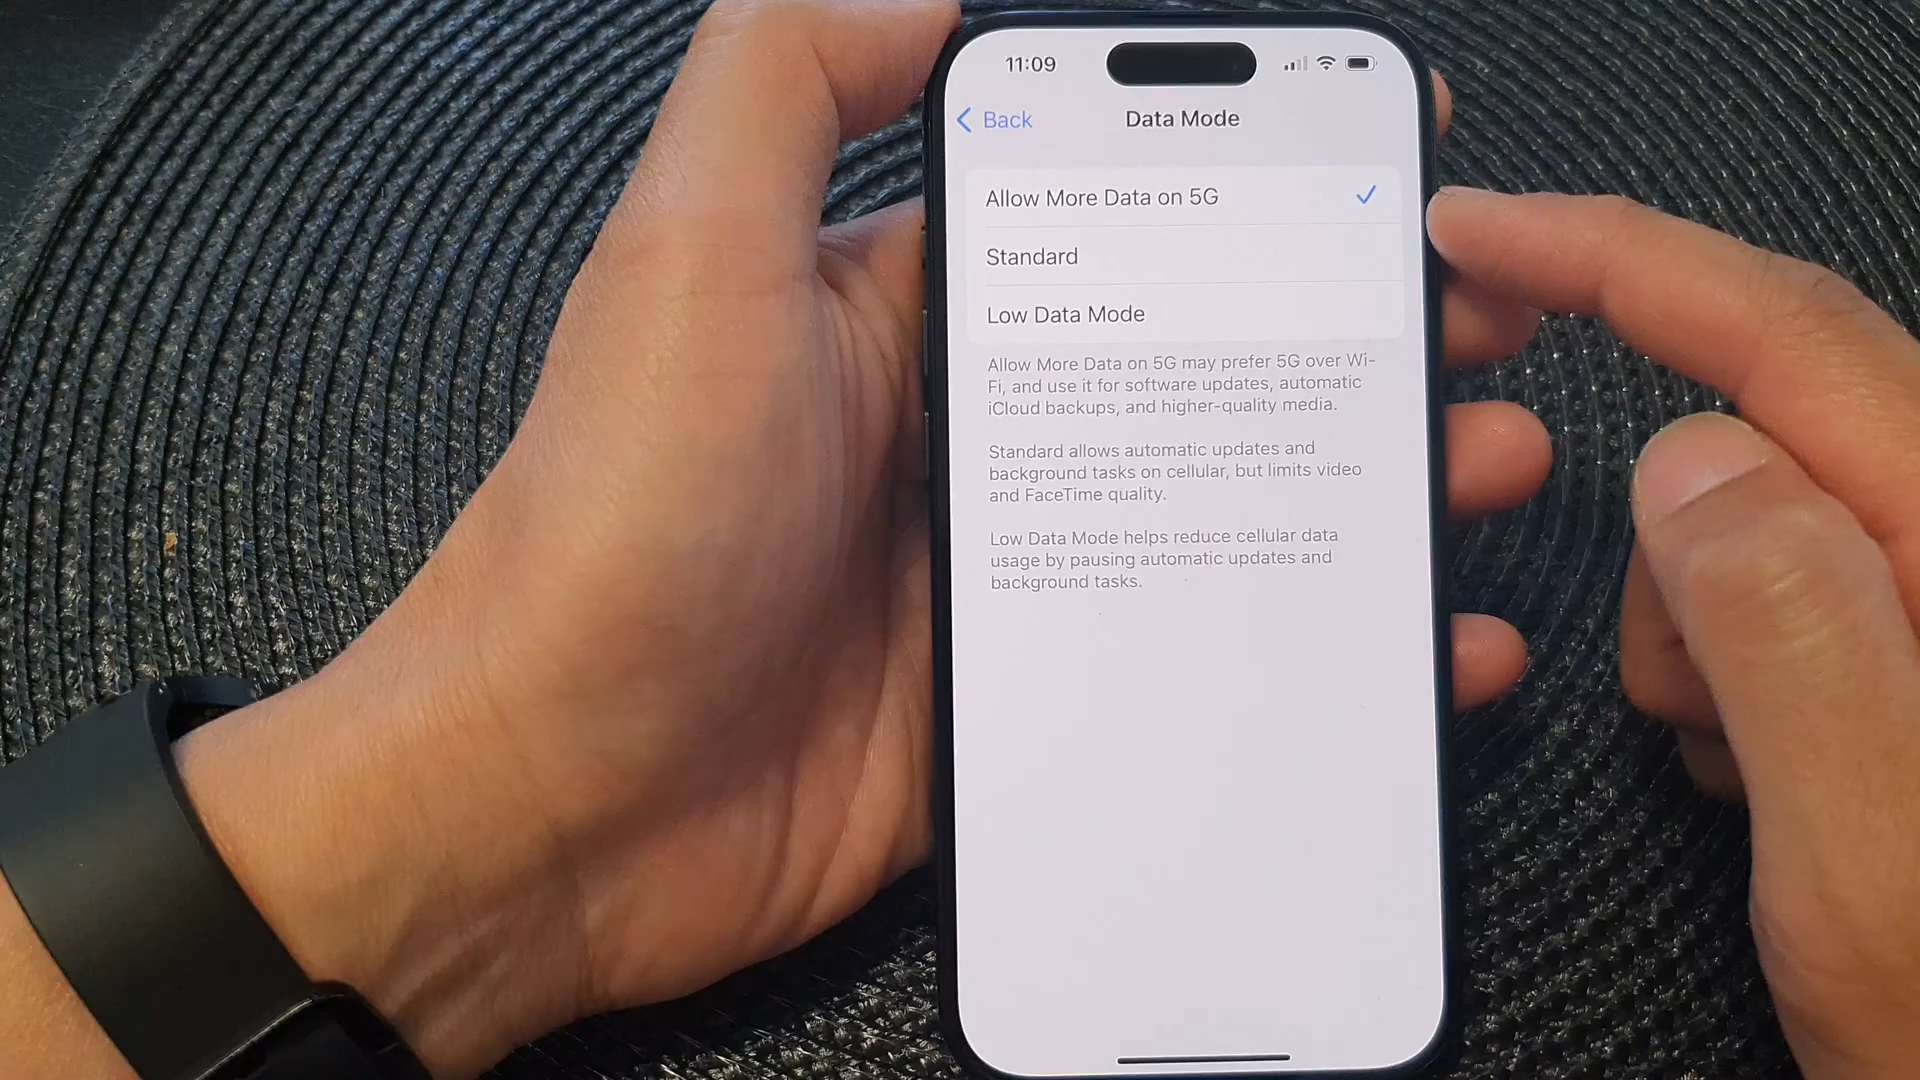 11:09
Back
Data Mode
Allow More Data on 5G
Standard
Low Data Mode
Allow More Data on 5G may prefer 5G over Wi-
Fi, and use it for software updates, automatic
iCloud backups, and higher-quality media.
Standard allows automatic updates and
background tasks on cellular, but limits video
and FaceTime quality.
Low Data Mode helps reduce cellular data
usage by pausing automatic updates and
background tasks.